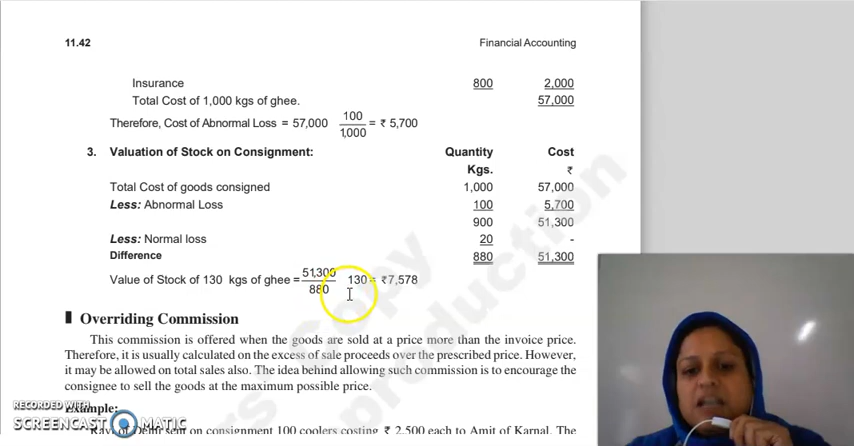 11.42 Financial Accounting
Insurance 800 2,000
Total Cost of 1,000 kgs of ghee. 57,000
Therefore, Cost of Abnormal Loss = 57,000 100/1,000 = ₹ 5,700
3. Valuation of Stock on Consignment: Quantity Cost
Kgs. ₹
Total Cost of goods consigned 1,000 57,000
Less: Abnormal Loss 100 5,700
900 51,300
Less: Normal loss 20 -
Difference 880 51,300
Value of Stock of 130 kgs of ghee = 51,300/880 130 = ₹7,578
Overriding Commission
This commission is offered when the goods are sold at a price more than the invoice price.
Therefore, it is usually calculated on the excess of sale proceeds over the prescribed price. However,
it may be allowed on total sales also. The idea behind allowing such commission is to encourage the
consignee to sell the goods at the maximum possible price.
Example:
RECORDED WITH
SCREENCAST MATIC
Ravi of Delhi sent on consignment 100 coolers costing ₹ 2,500 each to Amit of Karnal. The